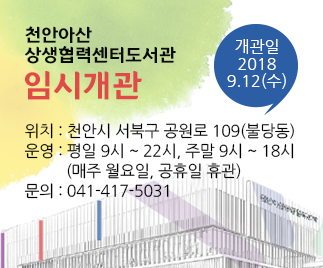 천안아산
상생협력센터도서관
임시개관
개관일
2018
9.12(수)
위치 : 천안시 서북구 공원로 109(불당동)
운영 : 평일 9시 ~ 22시, 주말 9시 ~ 18시
(매주 월요일, 공휴일 휴관)
문의 : 041-417-5031